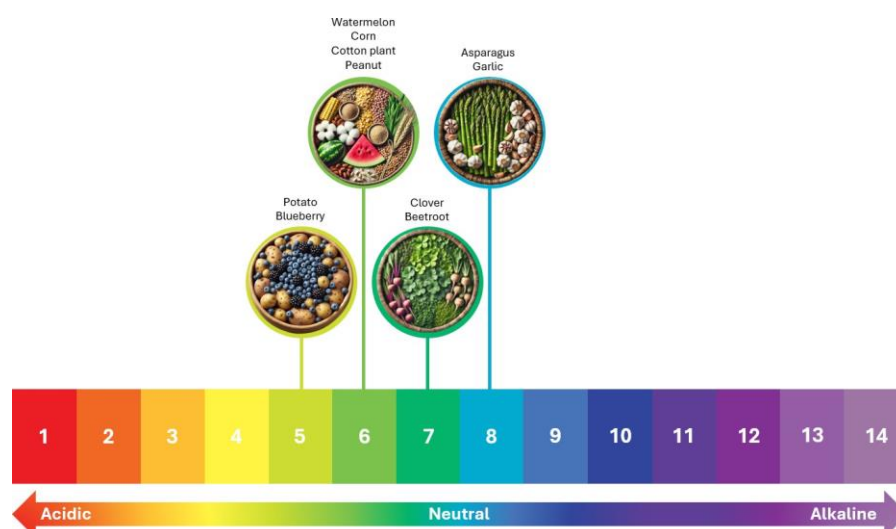 Watermelon
Corn
Cotton plant
Peanut
Asparagus
Garlic
Potato
Blueberry
Clover
Beetroot
1 2 3 4 5 6 7 8 9 10 11 12 13 14
Acidic Neutral Alkaline